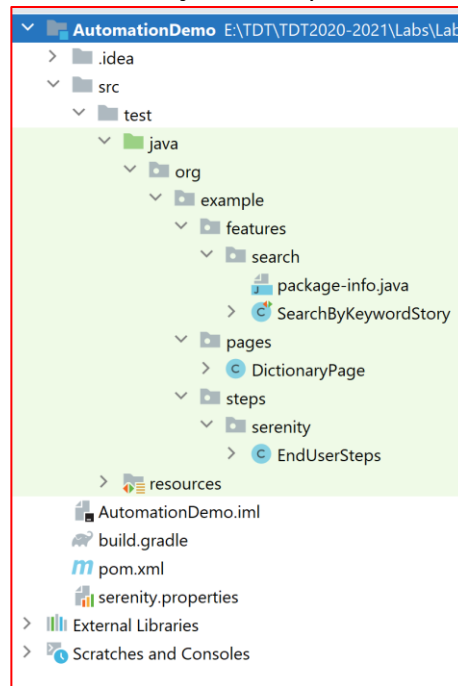 AutomationDemo E:\TDT\TDT2020-2021\Labs\Lab
.idea
src
test
java
org
example
features
search
package-info.java
SearchByKeywordStory
pages
DictionaryPage
steps
serenity
EndUserSteps
resources
AutomationDemo.iml
build.gradle
pom.xml
serenity.properties
External Libraries
Scratches and Consoles